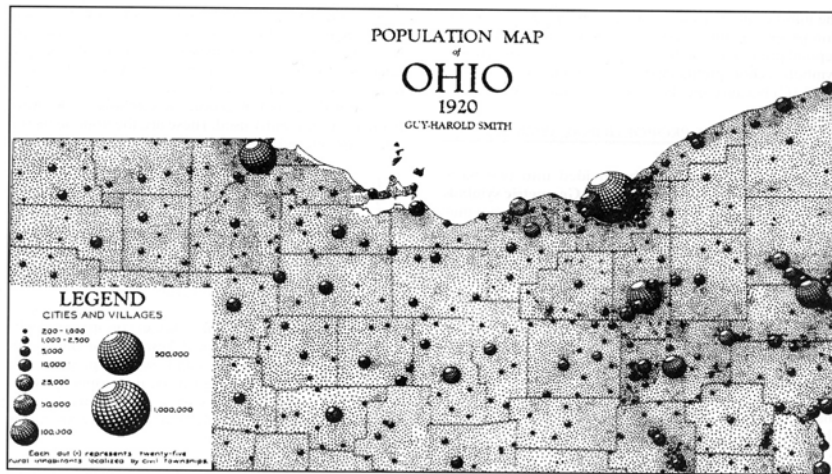 POPULATION MAP
of
OHIO
1920
GUY-HAROLD SMITH
LEGEND
CITIES AND VILLAGES
200 - 1,000
1,000 - 2,500
5,000
10,000
25,000
50,000
100,000
500,000
1,000,000
Each dot (•) represents twenty-five
rural inhabitants localized by Civil Townships.